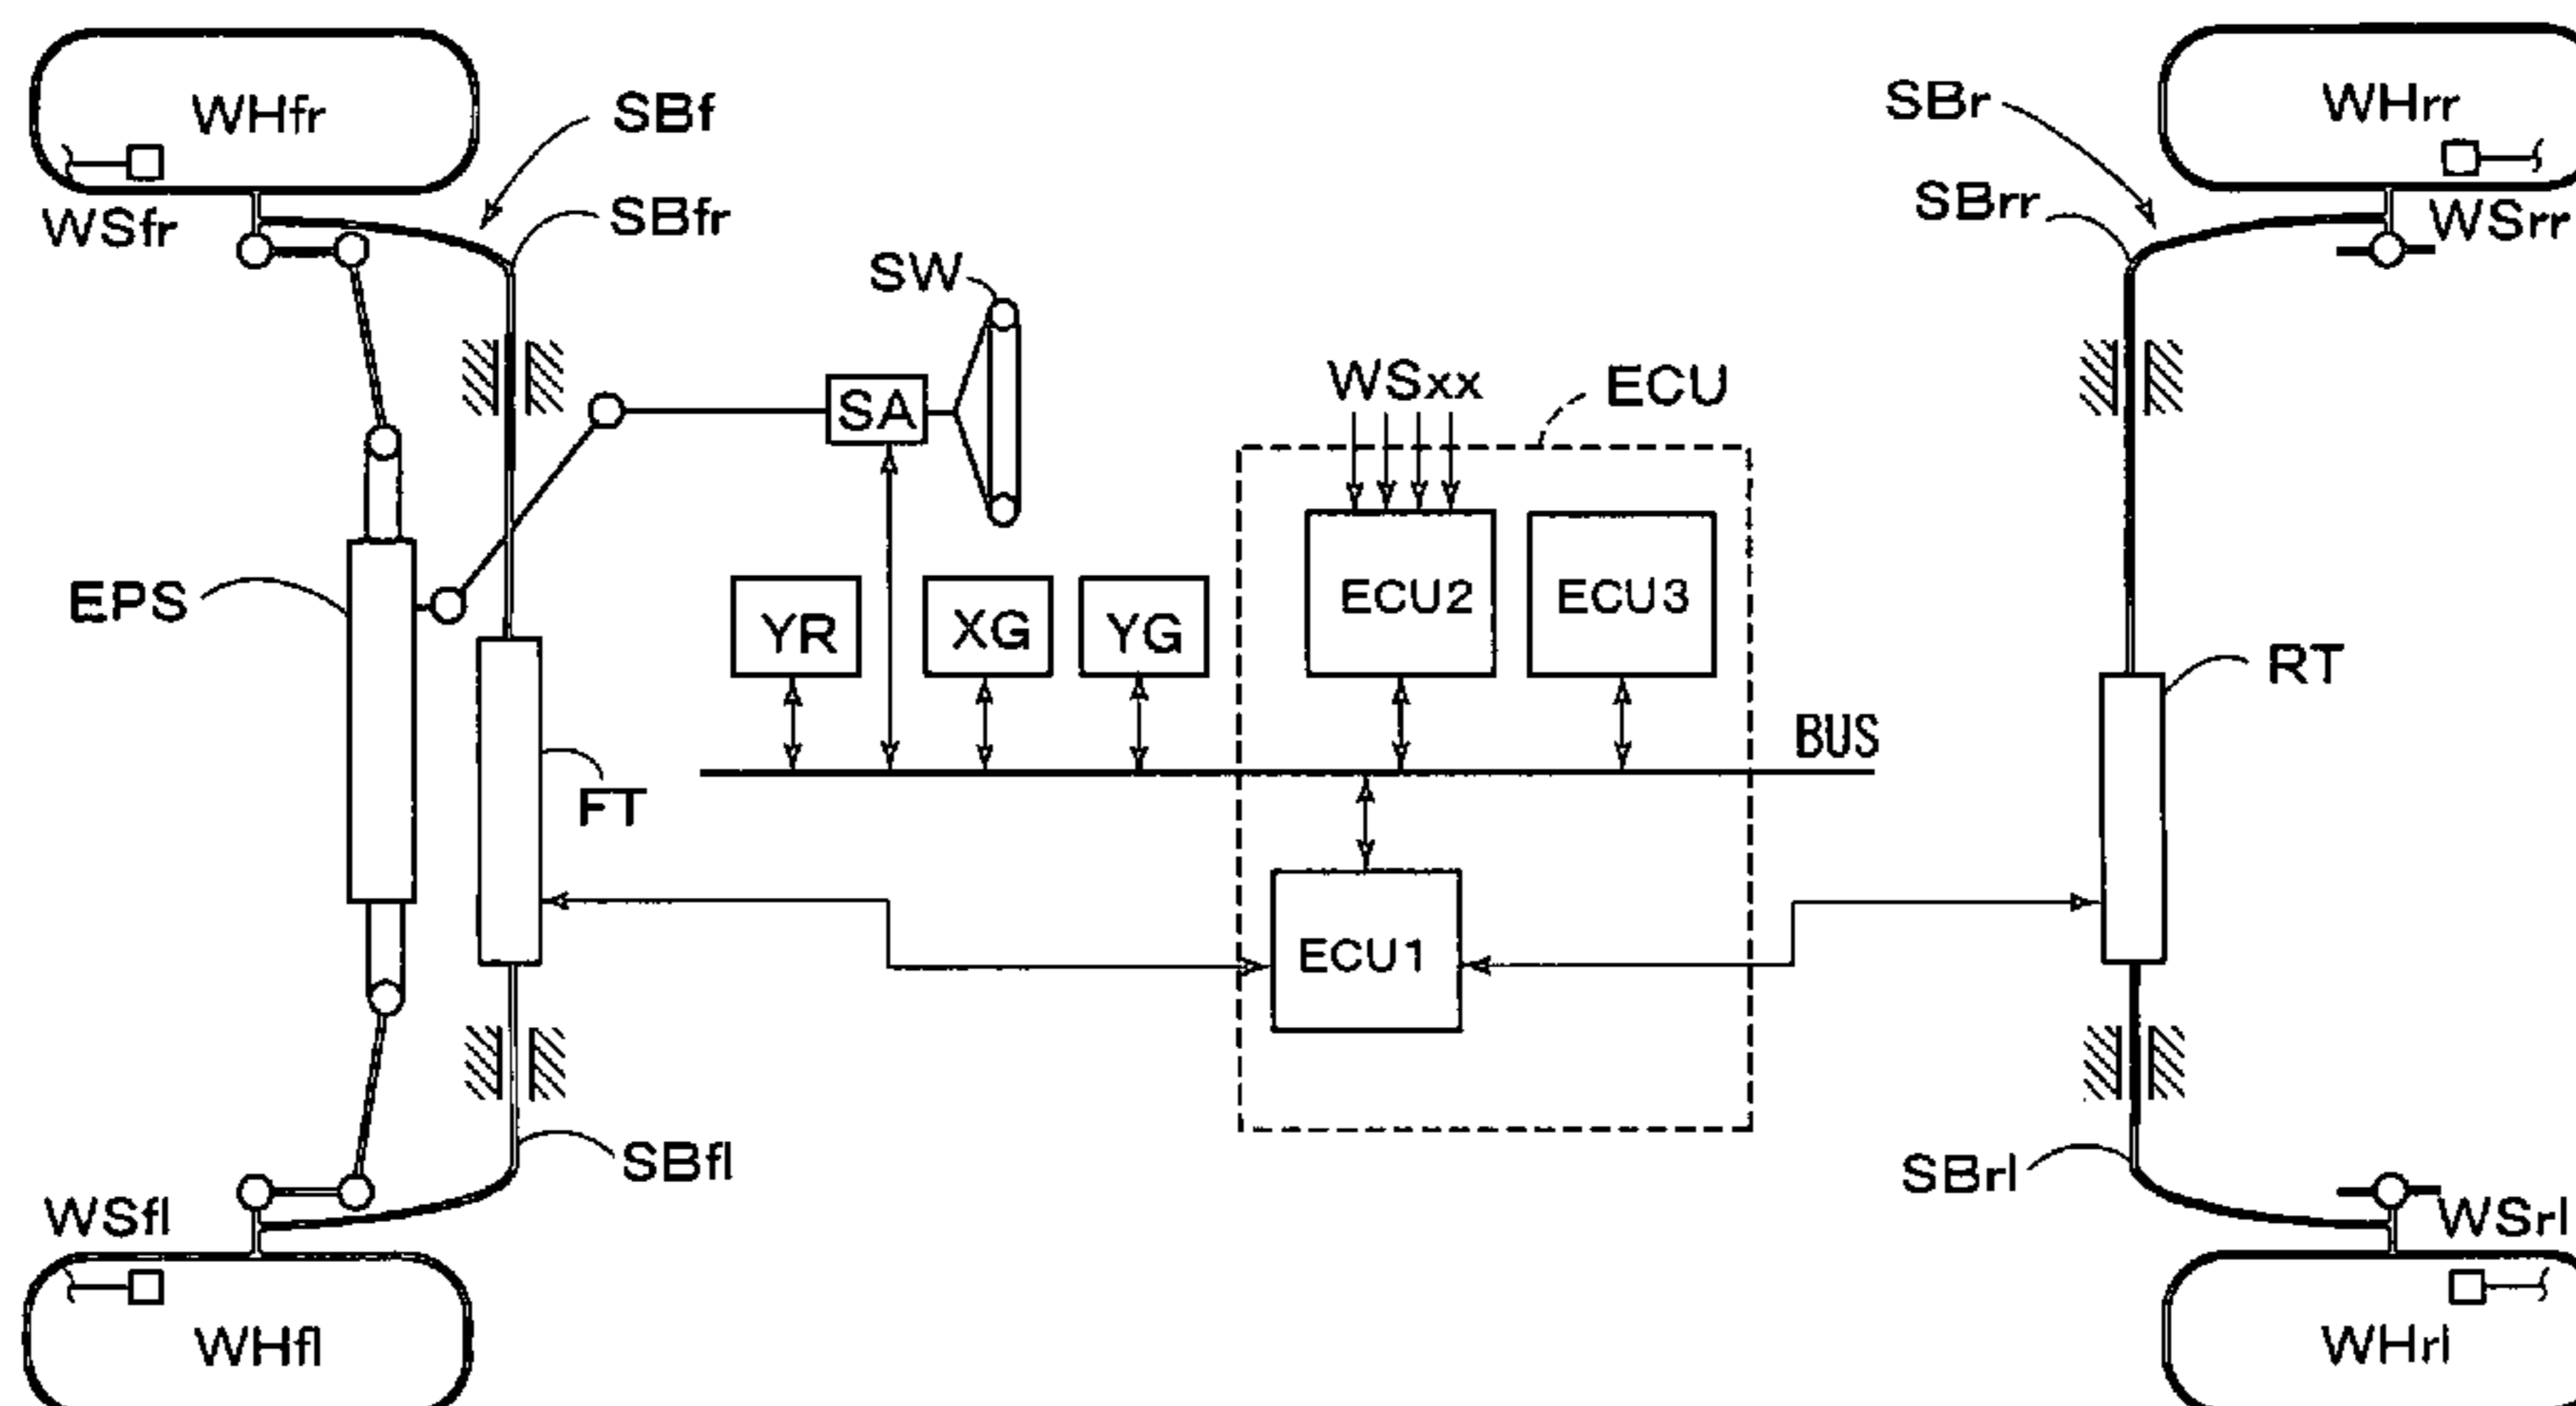 WHfr
SBf
SBr
WHrr
WSfr
SBfr
SBrr
WSrr
SW
SA
WSxx
ECU
EPS
YR
XG
YG
ECU2
ECU3
RT
BUS
FT
ECU1
SBfl
SBrl
WSfl
WSrl
WHfl
WHrl